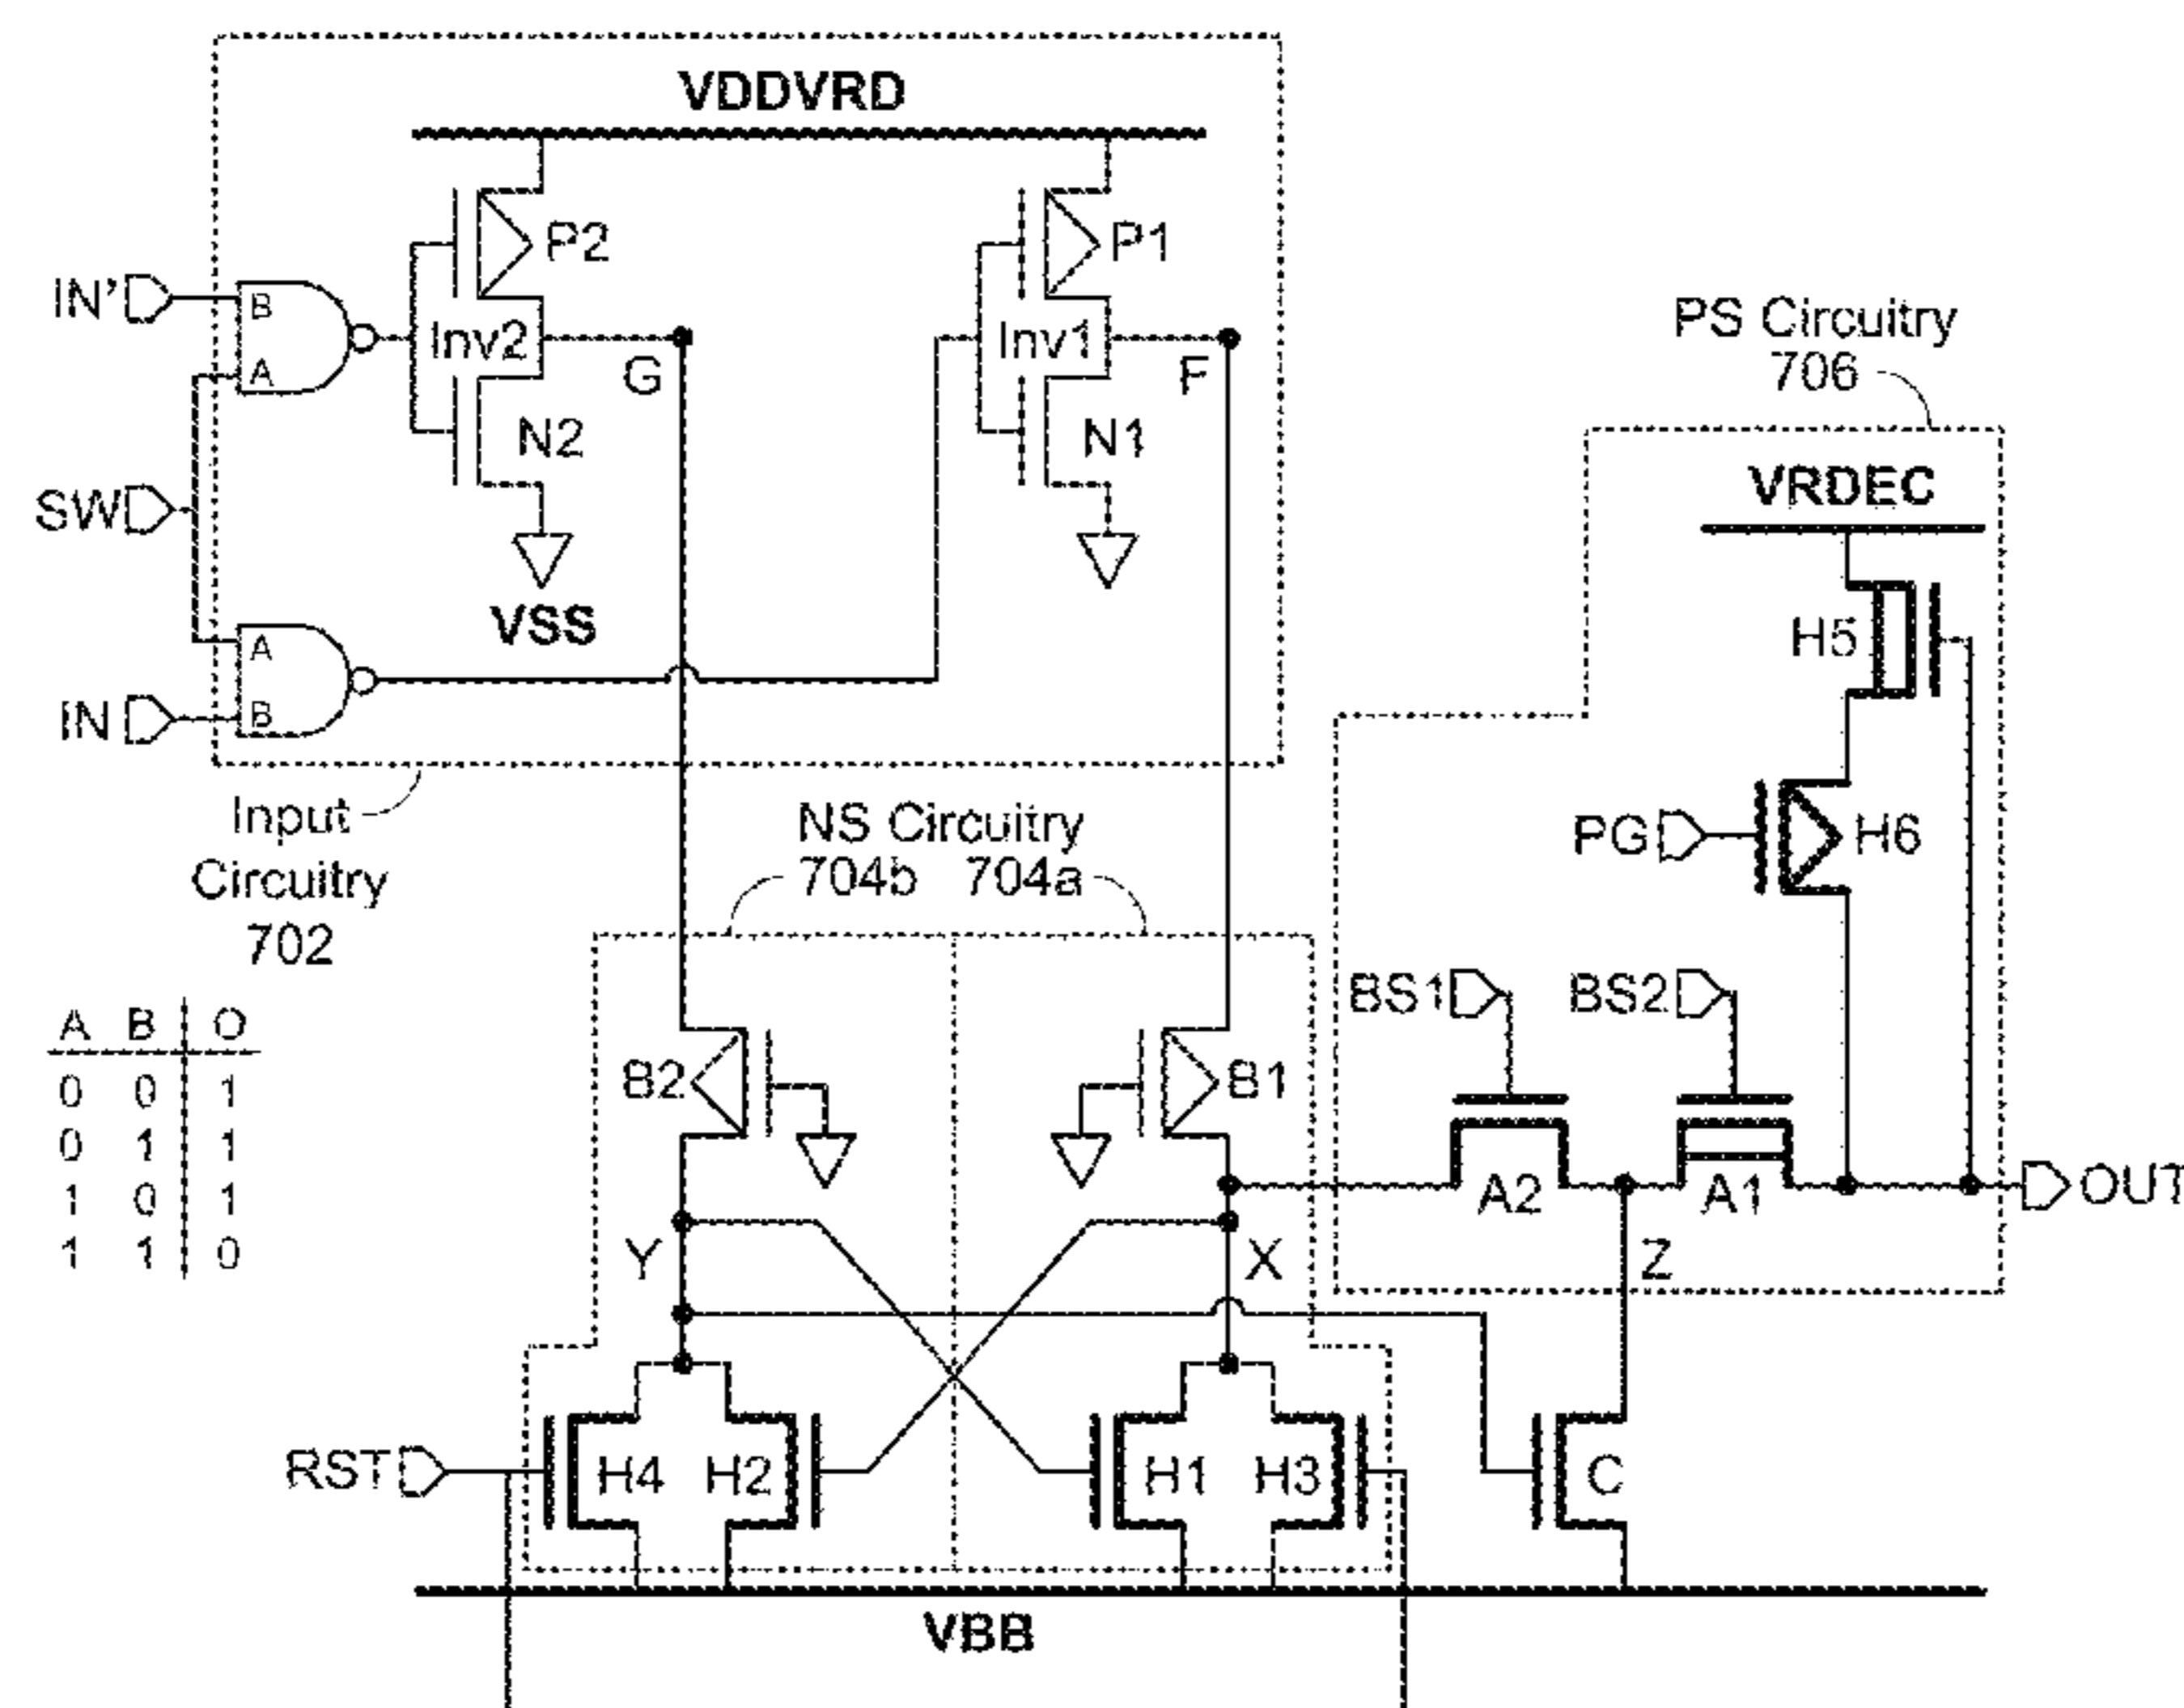 VDDVRD
P2
P1
IN'
B
A
Inv2
G
Inv1
F
N2
N1
SW
VSS
A
B
IN
PS Circuitry
706
VRDEC
H5
PG
H6
Input
Circuitry
702
NS Circuitry
704b 704a
BS1
BS2
B2
B1
A2
A1
OUT
Y
X
Z
A B O
0 0 1
0 1 1
1 0 1
1 1 0
RST
H4
H2
H1
H3
C
VBB